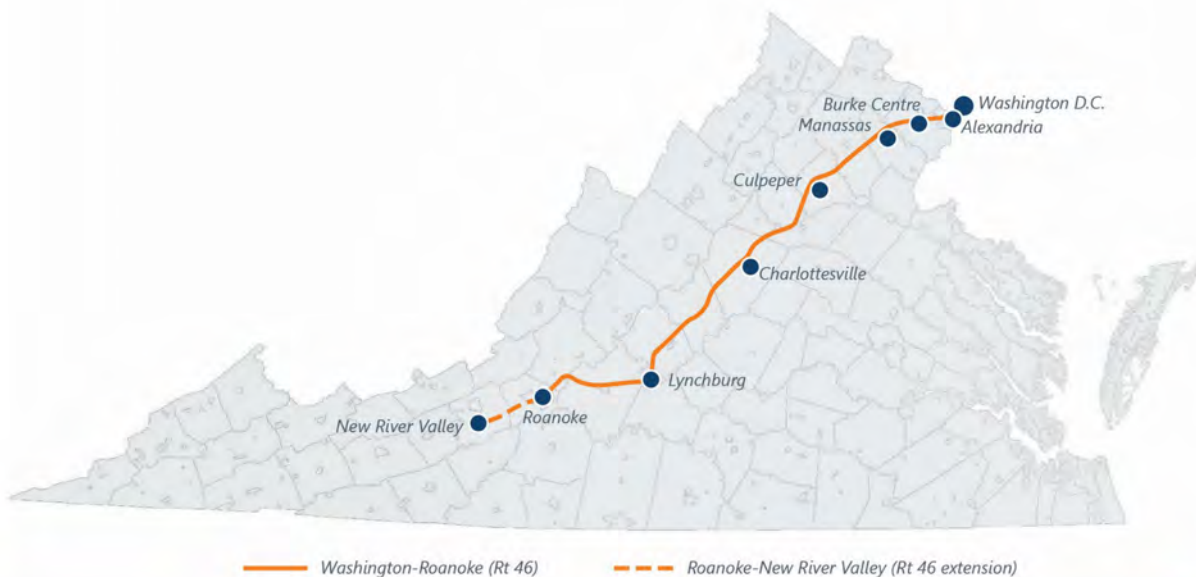 Washington D.C.
Burke Centre
Alexandria
Manassas
Culpeper
Charlottesville
Lynchburg
Roanoke
New River Valley
Washington-Roanoke (Rt 46)
Roanoke-New River Valley (Rt 46 extension)